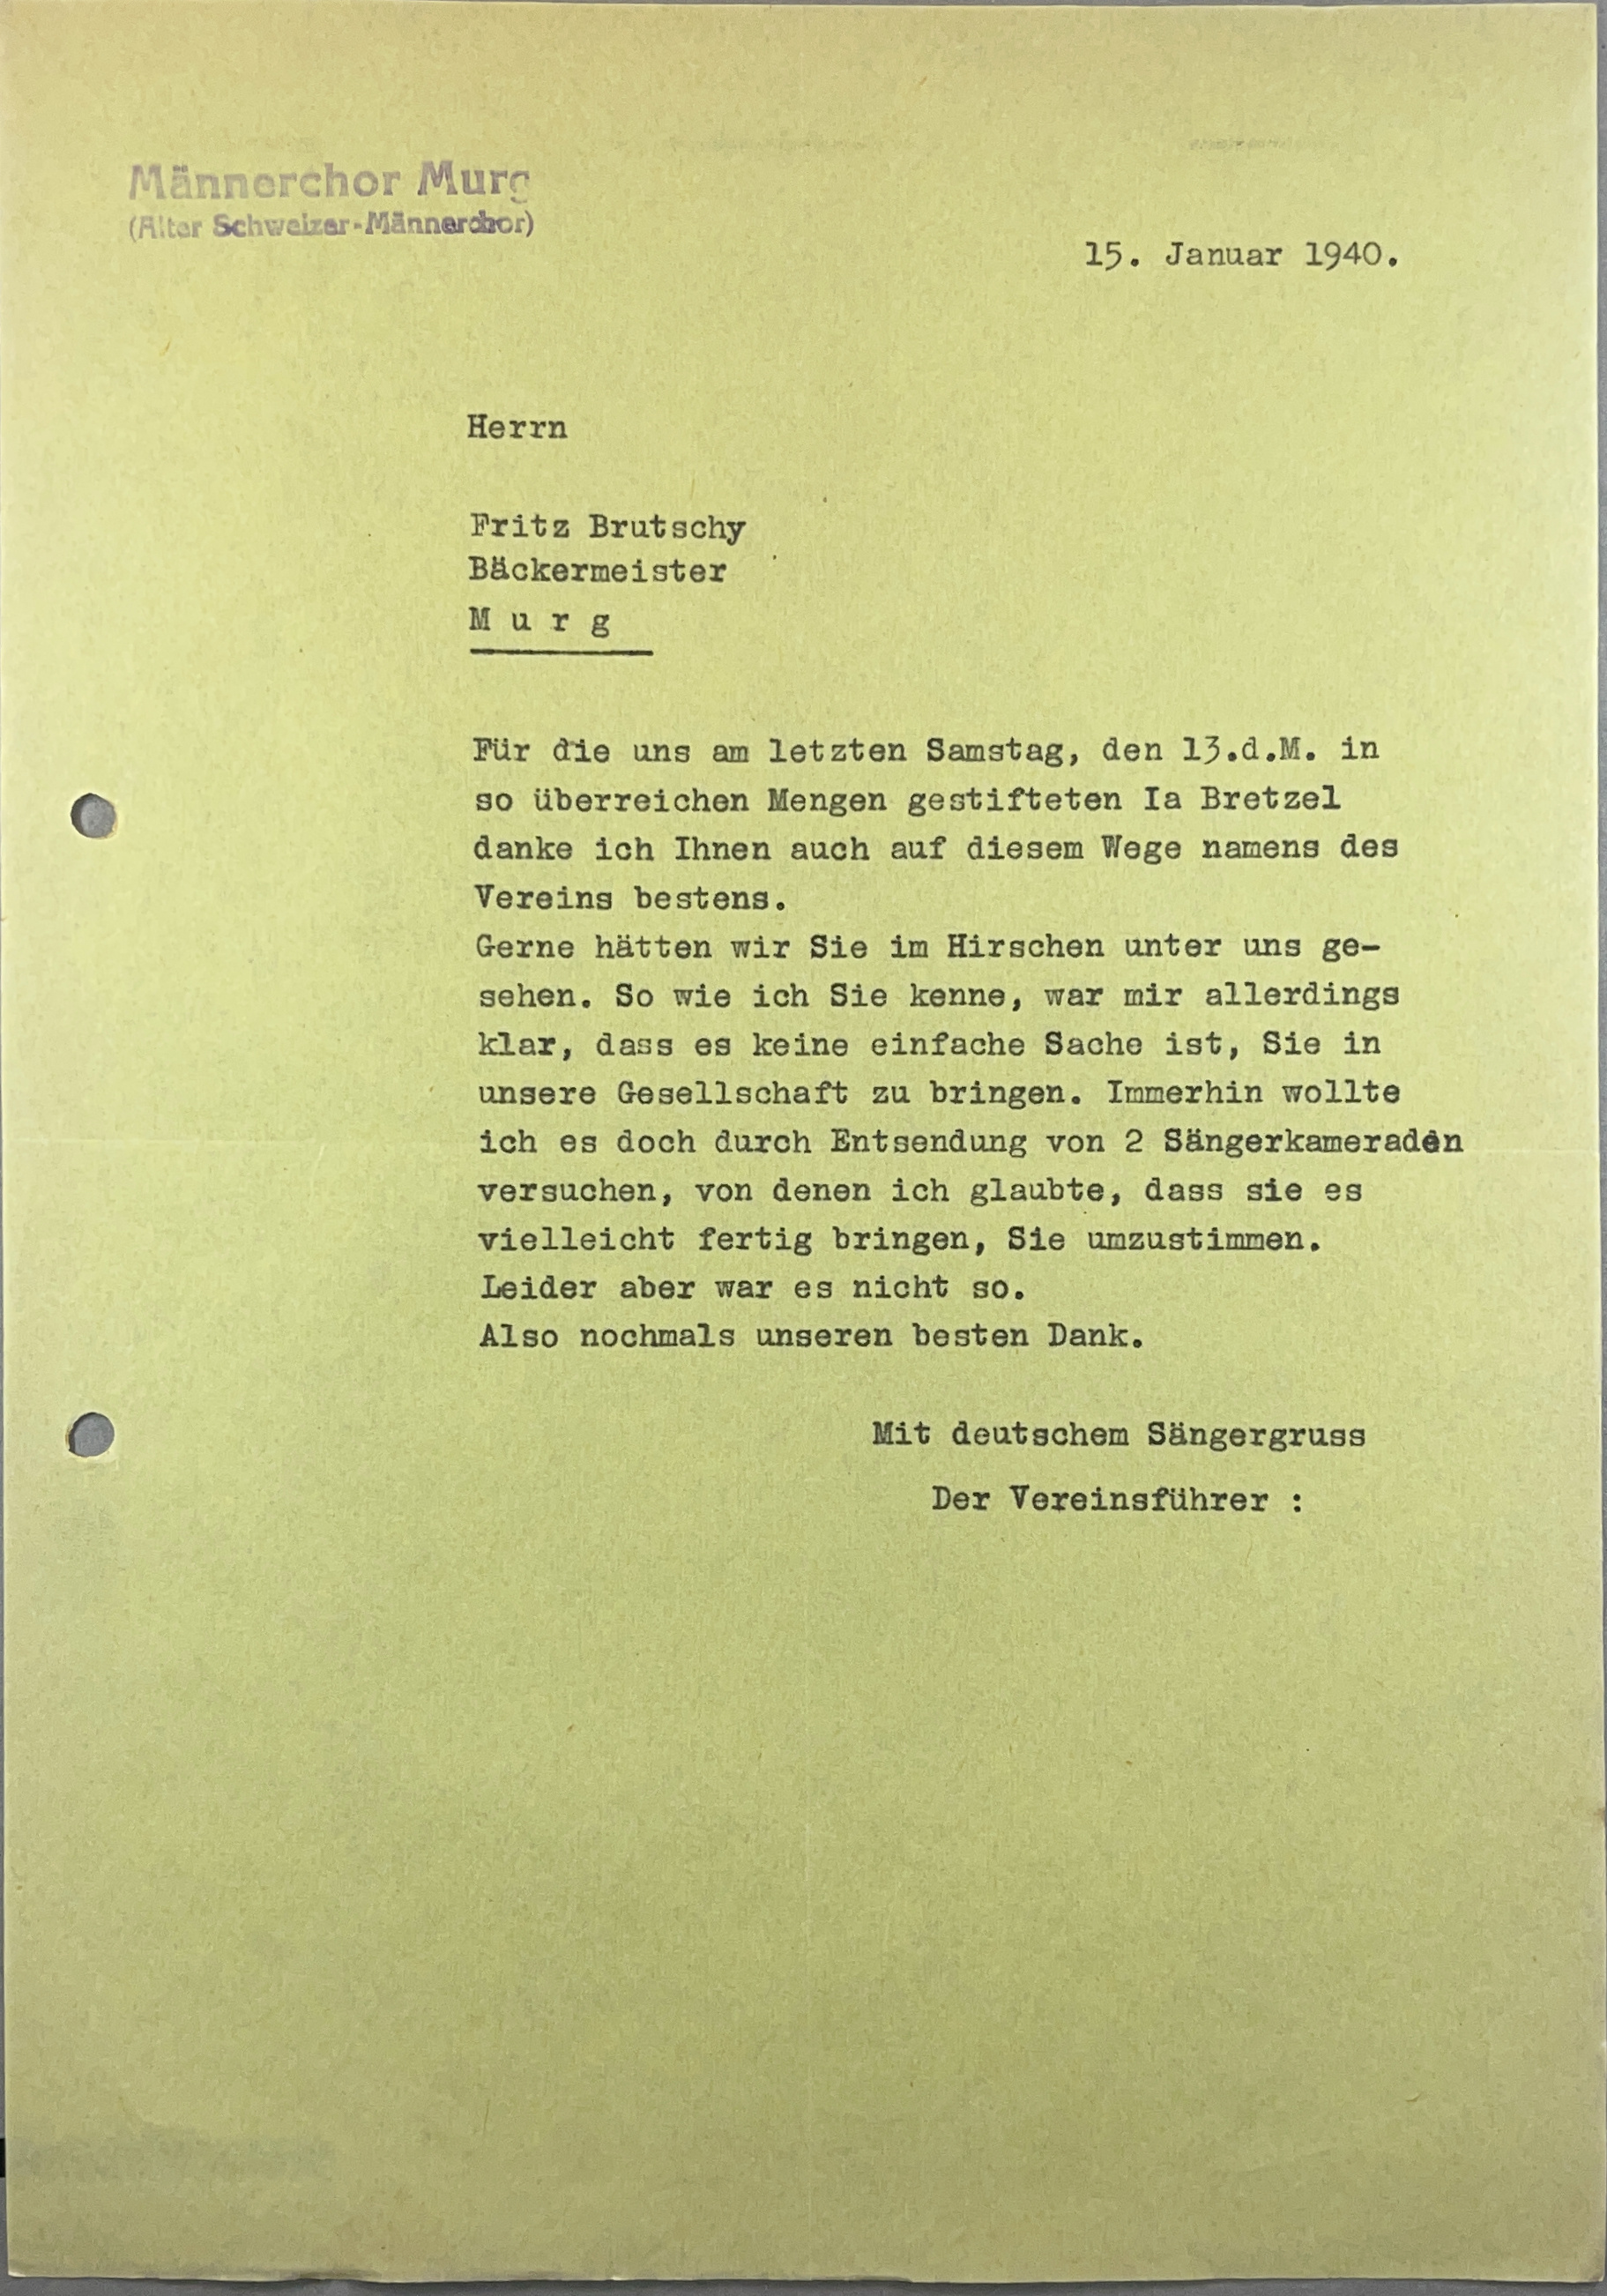 Männerchor Murg
(Alter Schweizer-Männerchor)
15. Januar 1940.
Herrn
Fritz Brutschy
Bäckermeister
M u r g
Für die uns am letzten Samstag, den 13.d.M. in
so überreichen Mengen gestifteten Ia Bretzel
danke ich Ihnen auch auf diesem Wege namens des
Vereins bestens.
Gerne hätten wir Sie im Hirschen unter uns ge-
sehen. So wie ich Sie kenne, war mir allerdings
klar, dass es keine einfache Sache ist, Sie in
unsere Gesellschaft zu bringen. Immerhin wollte
ich es doch durch Entsendung von 2 Sängerkameraden
versuchen, von denen ich glaubte, dass sie es
vielleicht fertig bringen, Sie umzustimmen.
Leider aber war es nicht so.
Also nochmals unseren besten Dank.
Mit deutschem Sängergruss
Der Vereinsführer :